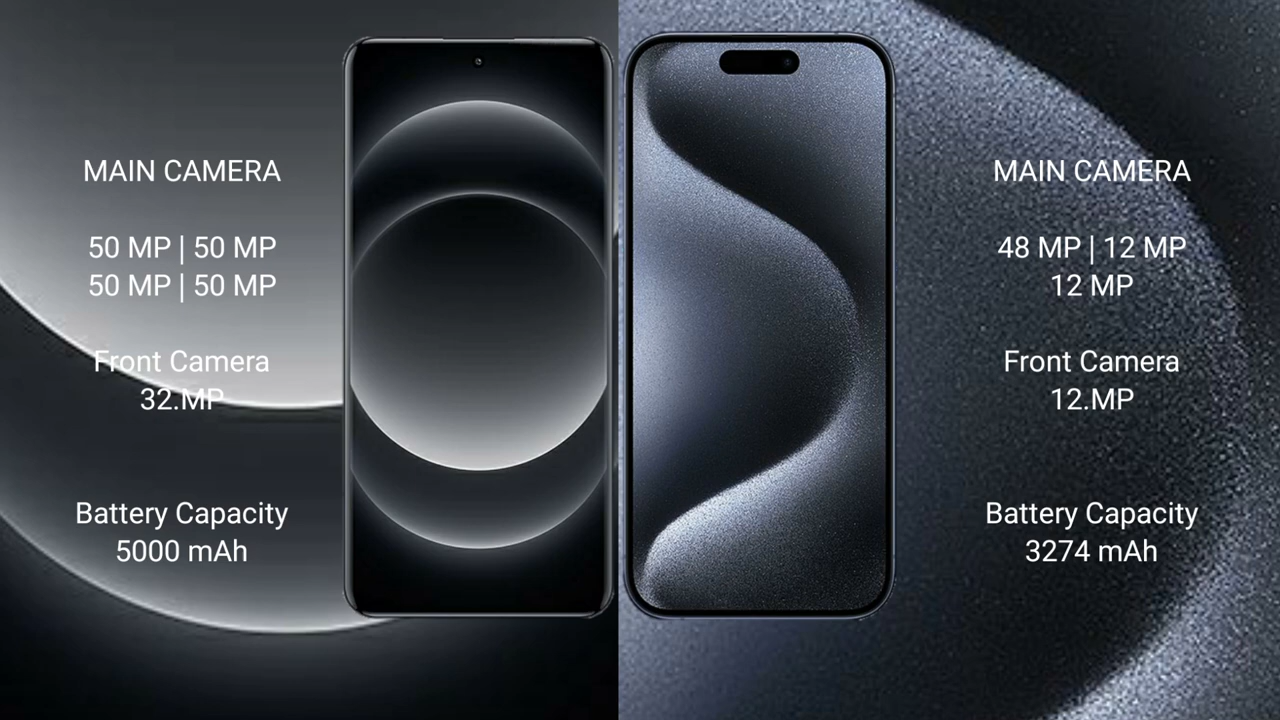 MAIN CAMERA
50 MP | 50 MP
50 MP | 50 MP
Front Camera
32.MP
Battery Capacity
5000 mAh
MAIN CAMERA
48 MP | 12 MP
12 MP
Front Camera
12.MP
Battery Capacity
3274 mAh